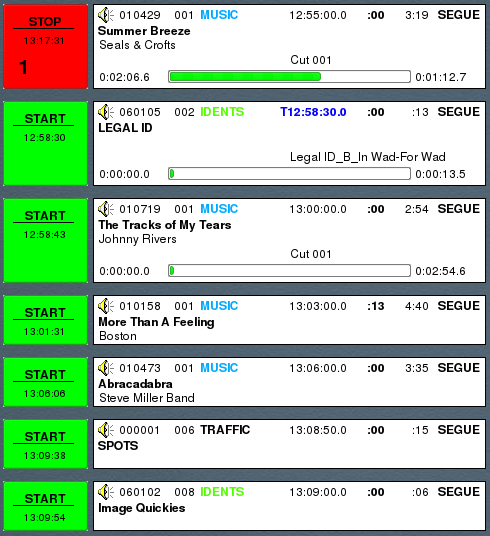 STOP
13:17:31
1
010429 001 MUSIC 12:55:00.0 :00 3:19 SEGUE
Summer Breeze
Seals & Crofts
Cut 001
0:02:06.6 0:01:12.7
START
12:58:30
060105 002 IDENTS T12:58:30.0 :00 :13 SEGUE
LEGAL ID
Legal ID_B_In Wad-For Wad
0:00:00.0 0:00:13.5
START
12:58:43
010719 001 MUSIC 13:00:00.0 :00 2:54 SEGUE
The Tracks of My Tears
Johnny Rivers
Cut 001
0:00:00.0 0:02:54.6
START
13:01:31
010158 001 MUSIC 13:03:00.0 :13 4:40 SEGUE
More Than A Feeling
Boston
START
13:06:06
010473 001 MUSIC 13:06:00.0 :00 3:35 SEGUE
Abracadabra
Steve Miller Band
START
13:09:38
000001 006 TRAFFIC 13:08:50.0 :00 :15 SEGUE
SPOTS
START
13:09:54
060102 008 IDENTS 13:09:00.0 :00 :06 SEGUE
Image Quickies